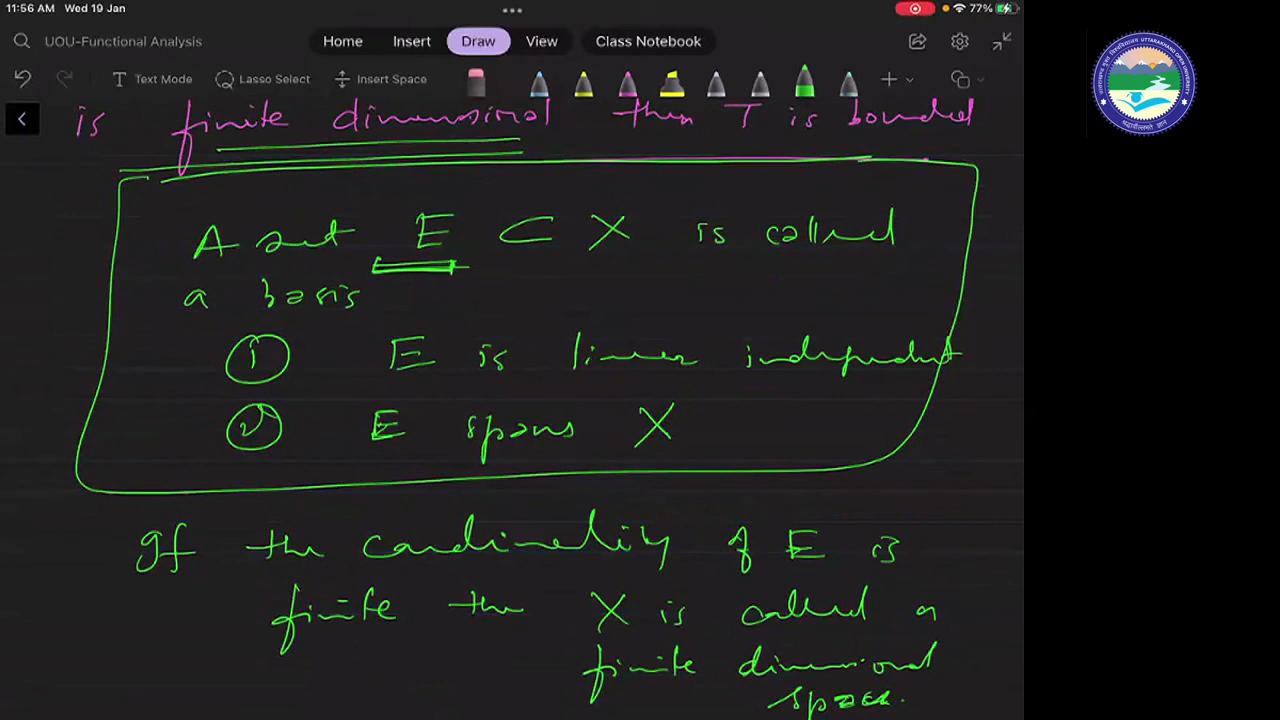 11:56 AM Wed 19 Jan
77%
UOU-Functional Analysis
Home Insert Draw View Class Notebook
Text Mode Lasso Select Insert Space
is finite dimensional then T is bounded
A set E ⊂ X is called
a basis
① E is linear independent
② E spans X
If the cardinality of E is
finite the X is called a
finite dimensional
space.